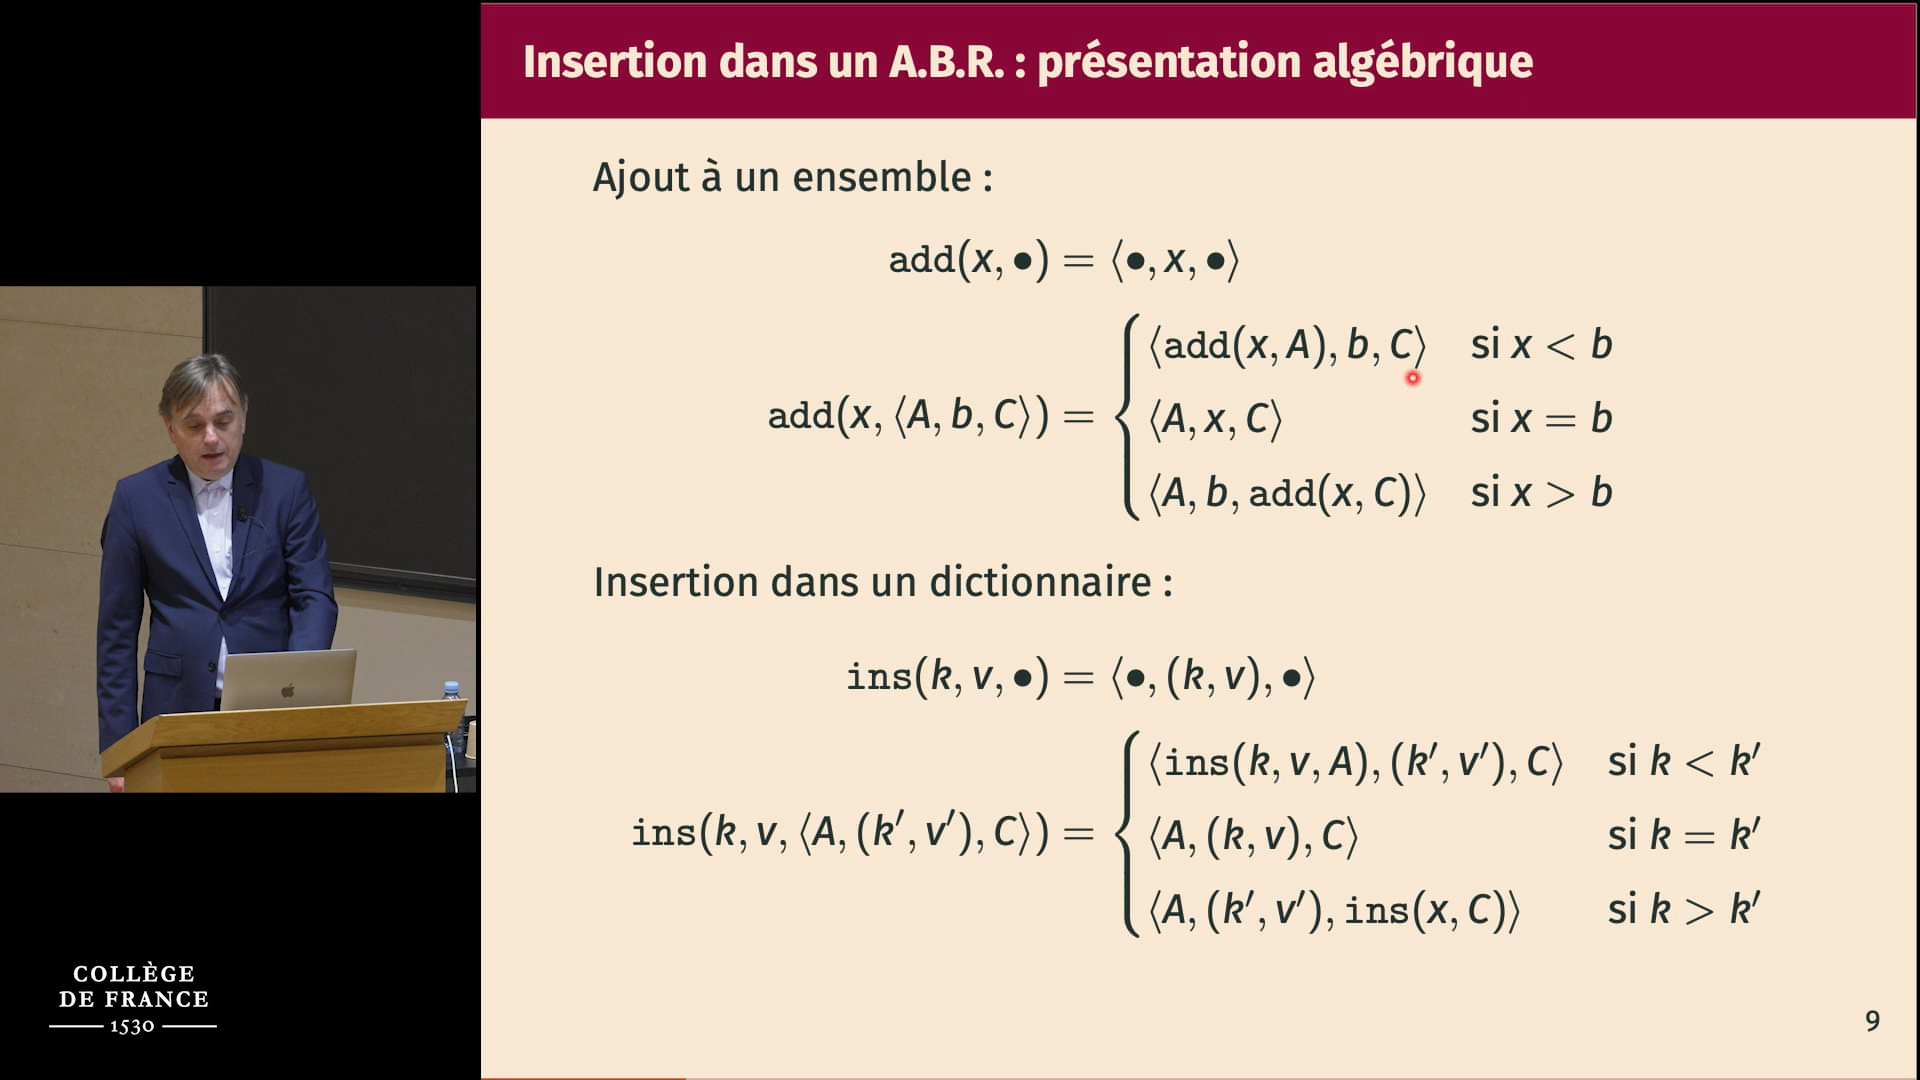 Insertion dans un A.B.R. : présentation algébrique
Ajout à un ensemble :
add(x, •) = ⟨•, x, •⟩
add(x, ⟨A, b, C⟩) = { ⟨add(x, A), b, C⟩ si x < b
⟨A, x, C⟩ si x = b
⟨A, b, add(x, C)⟩ si x > b
Insertion dans un dictionnaire :
ins(k, v, •) = ⟨•, (k, v), •⟩
ins(k, v, ⟨A, (k′, v′), C⟩) = { ⟨ins(k, v, A), (k′, v′), C⟩ si k < k′
⟨A, (k, v), C⟩ si k = k′
⟨A, (k′, v′), ins(x, C)⟩ si k > k′
9
COLLÈGE
DE FRANCE
1530